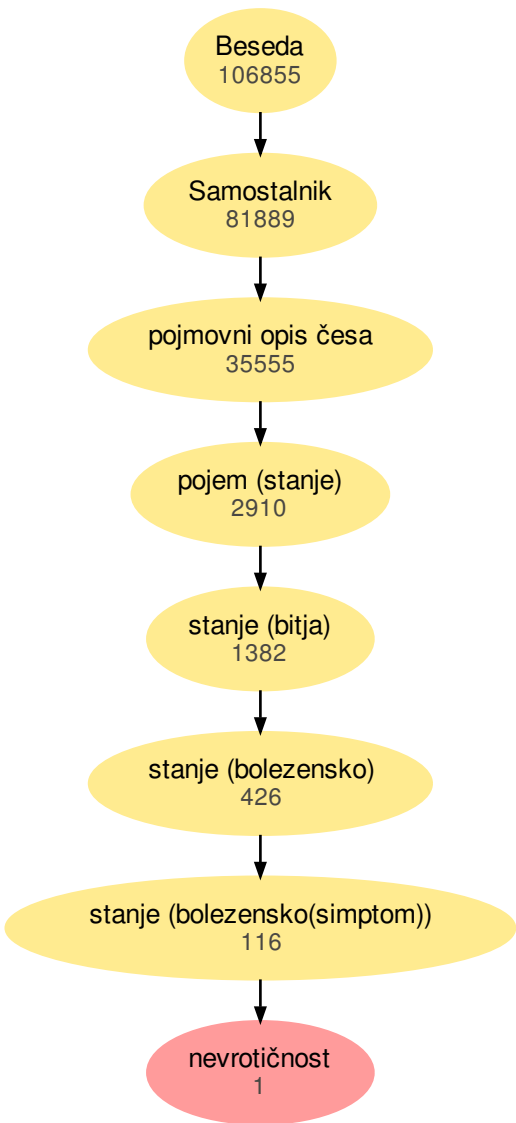 Beseda
106855
Samostalnik
81889
pojmovni opis česa
35555
pojem (stanje)
2910
stanje (bitja)
1382
stanje (bolezensko)
426
stanje (bolezensko(simptom))
116
nevrotičnost
1